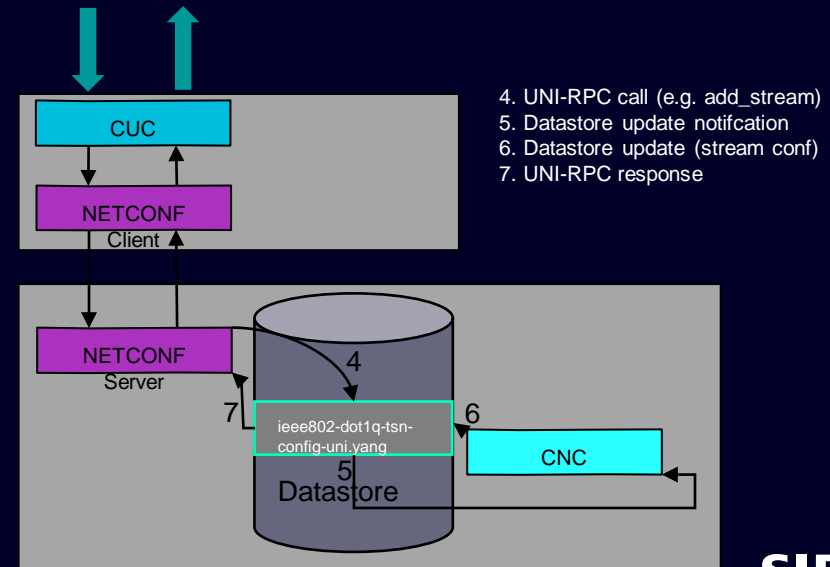 4. UNI-RPC call (e.g. add_stream)
5. Datastore update notifcation
6. Datastore update (stream conf)
7. UNI-RPC response
CUC
NETCONF
Client
NETCONF
Server
4
7
6
ieee802-dot1q-tsn-
config-uni.yang
CNC
5
Datastore